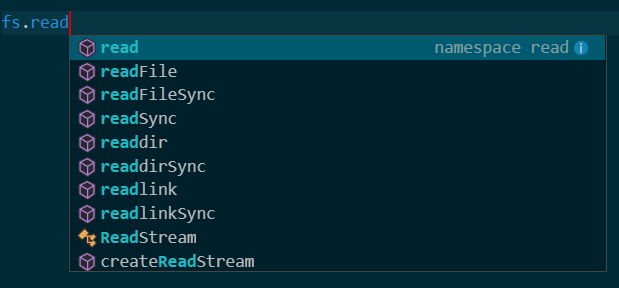 fs.read
read namespace read
readFile
readFileSync
readSync
readdir
readdirSync
readlink
readlinkSync
ReadStream
createReadStream